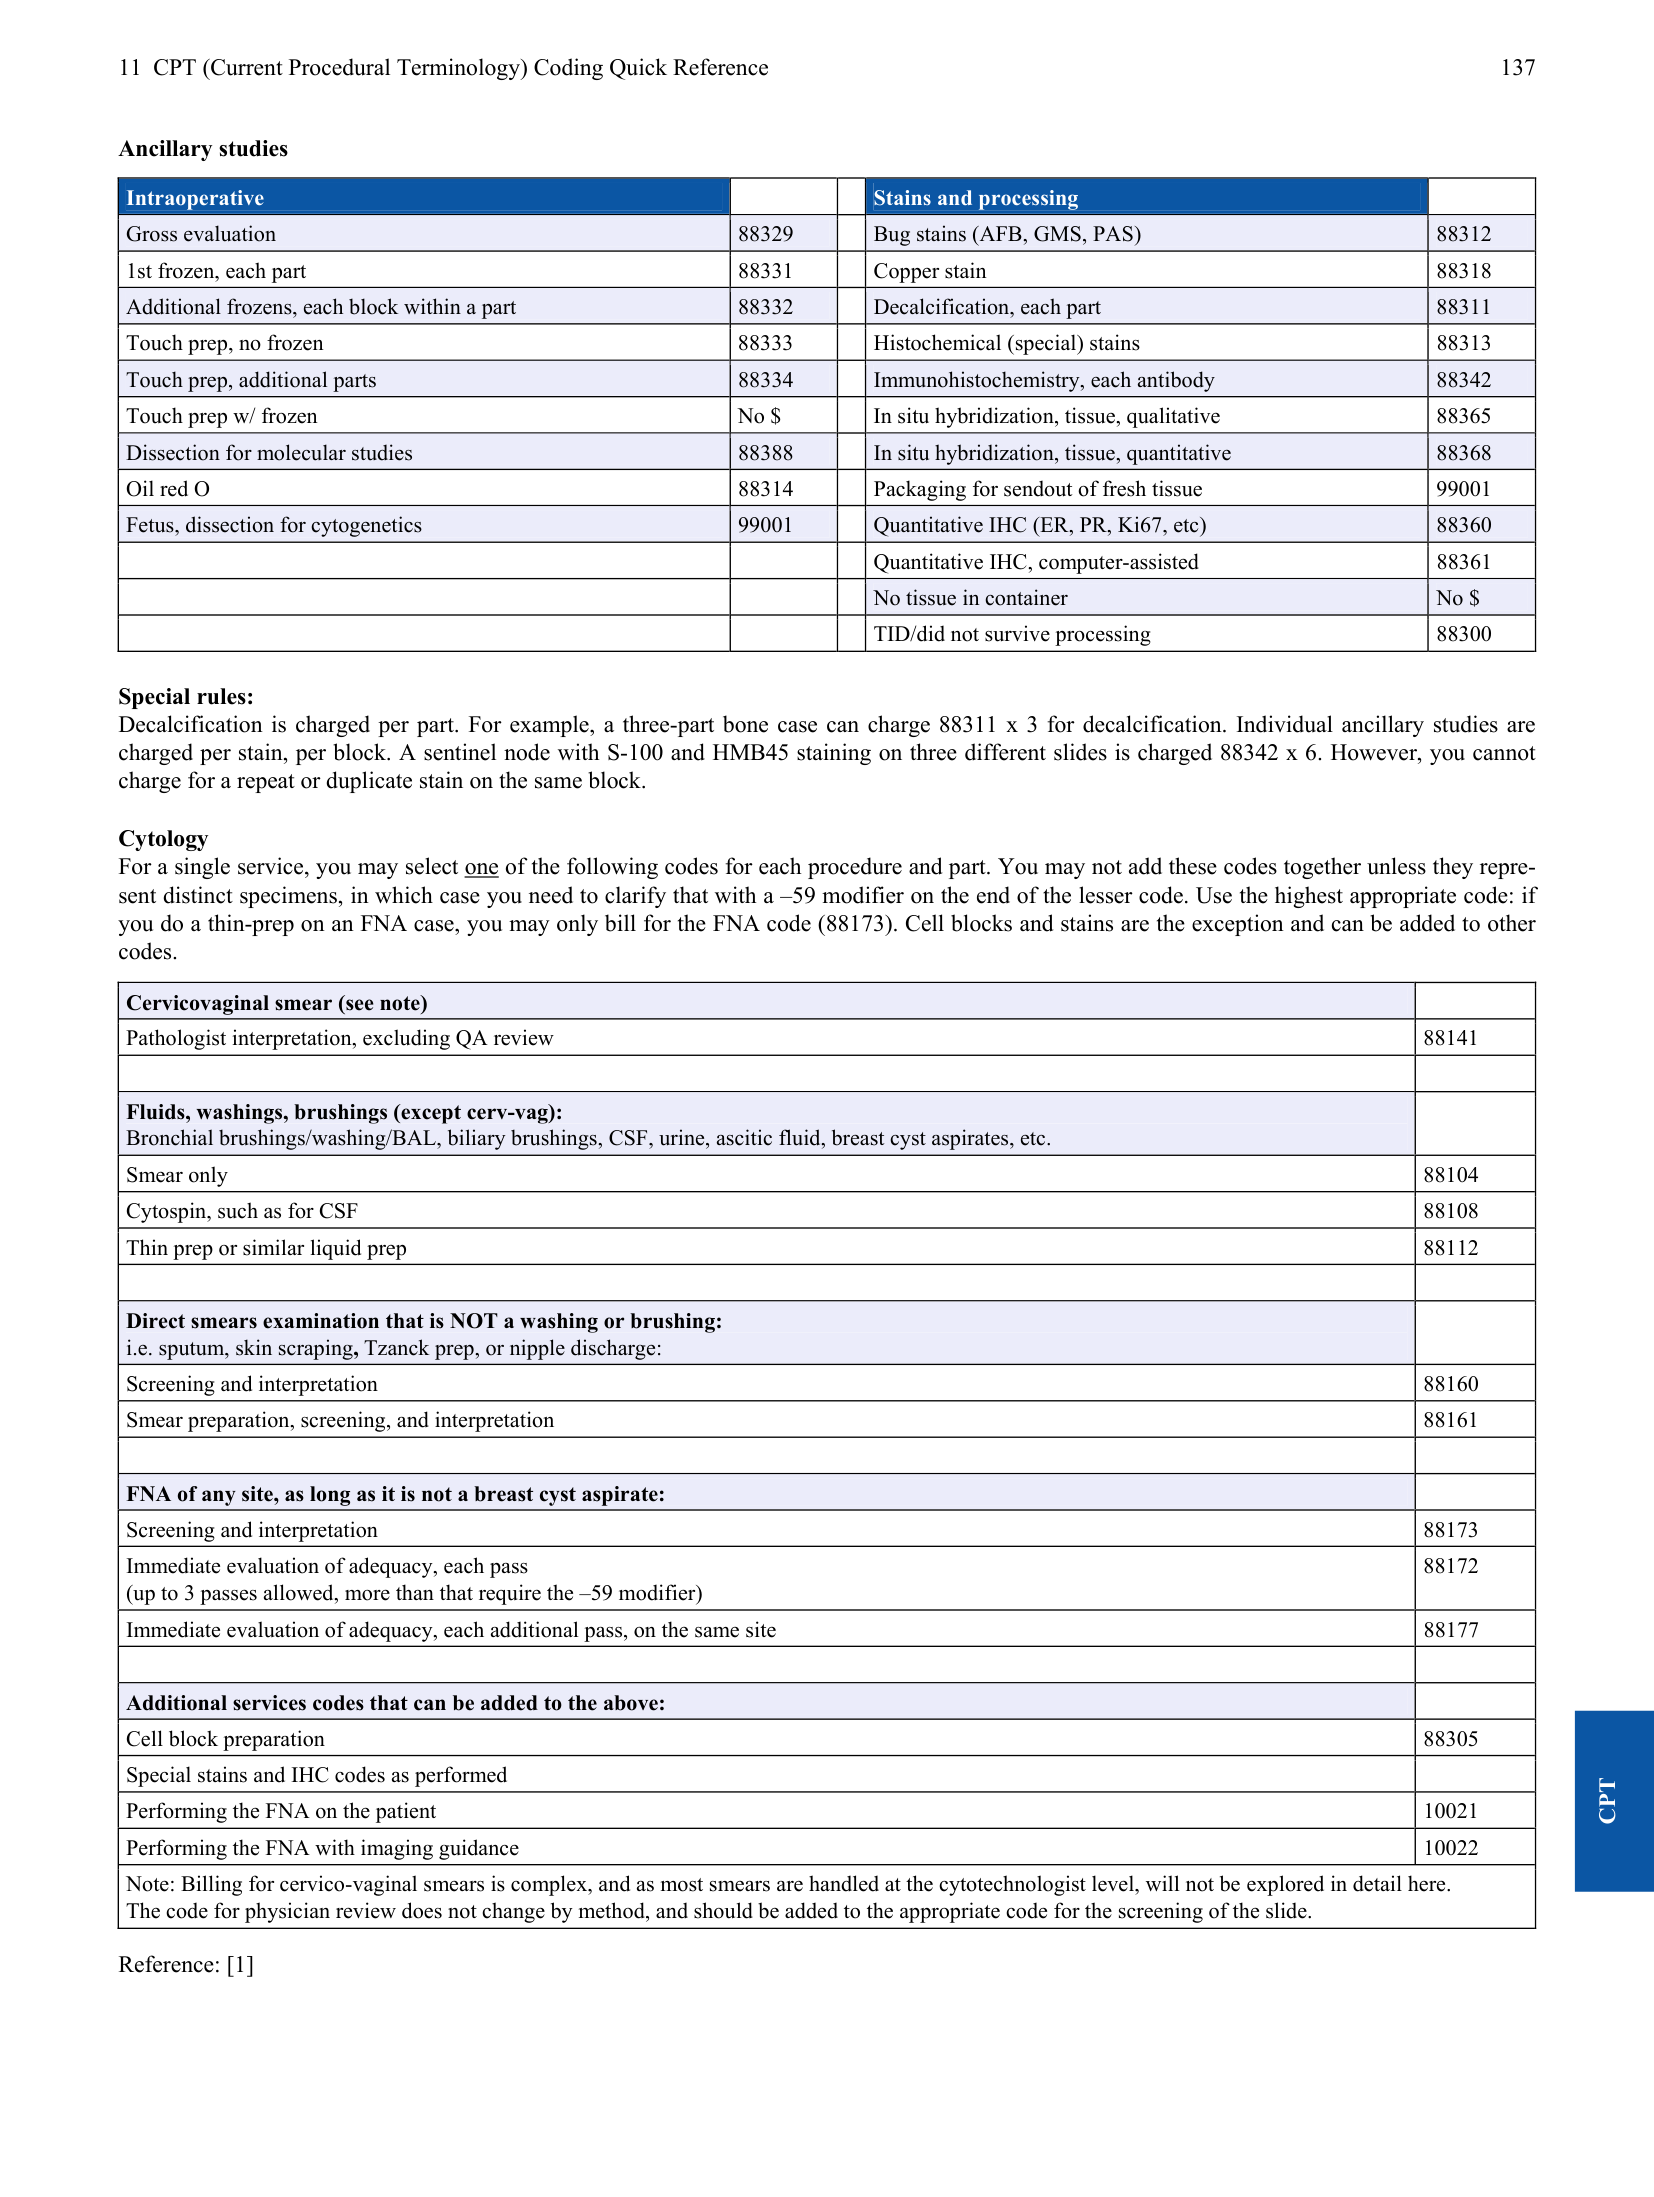 11 CPT (Current Procedural Terminology) Coding Quick Reference 137
Ancillary studies
Intraoperative Stains and processing
Gross evaluation 88329 Bug stains (AFB, GMS, PAS) 88312
1st frozen, each part 88331 Copper stain 88318
Additional frozens, each block within a part 88332 Decalcification, each part 88311
Touch prep, no frozen 88333 Histochemical (special) stains 88313
Touch prep, additional parts 88334 Immunohistochemistry, each antibody 88342
Touch prep w/ frozen No $ In situ hybridization, tissue, qualitative 88365
Dissection for molecular studies 88388 In situ hybridization, tissue, quantitative 88368
Oil red O 88314 Packaging for sendout of fresh tissue 99001
Fetus, dissection for cytogenetics 99001 Quantitative IHC (ER, PR, Ki67, etc) 88360
Quantitative IHC, computer-assisted 88361
No tissue in container No $
TID/did not survive processing 88300
Special rules:
Decalcification is charged per part. For example, a three-part bone case can charge 88311 x 3 for decalcification. Individual ancillary studies are
charged per stain, per block. A sentinel node with S-100 and HMB45 staining on three different slides is charged 88342 x 6. However, you cannot
charge for a repeat or duplicate stain on the same block.
Cytology
For a single service, you may select one of the following codes for each procedure and part. You may not add these codes together unless they repre-
sent distinct specimens, in which case you need to clarify that with a –59 modifier on the end of the lesser code. Use the highest appropriate code: if
you do a thin-prep on an FNA case, you may only bill for the FNA code (88173). Cell blocks and stains are the exception and can be added to other
codes.
Cervicovaginal smear (see note)
Pathologist interpretation, excluding QA review 88141
Fluids, washings, brushings (except cerv-vag):
Bronchial brushings/washing/BAL, biliary brushings, CSF, urine, ascitic fluid, breast cyst aspirates, etc.
Smear only 88104
Cytospin, such as for CSF 88108
Thin prep or similar liquid prep 88112
Direct smears examination that is NOT a washing or brushing:
i.e. sputum, skin scraping, Tzanck prep, or nipple discharge:
Screening and interpretation 88160
Smear preparation, screening, and interpretation 88161
FNA of any site, as long as it is not a breast cyst aspirate:
Screening and interpretation 88173
Immediate evaluation of adequacy, each pass 88172
(up to 3 passes allowed, more than that require the –59 modifier)
Immediate evaluation of adequacy, each additional pass, on the same site 88177
Additional services codes that can be added to the above:
Cell block preparation 88305
Special stains and IHC codes as performed
Performing the FNA on the patient 10021
Performing the FNA with imaging guidance 10022
Note: Billing for cervico-vaginal smears is complex, and as most smears are handled at the cytotechnologist level, will not be explored in detail here.
The code for physician review does not change by method, and should be added to the appropriate code for the screening of the slide.
Reference: [1]
CPT